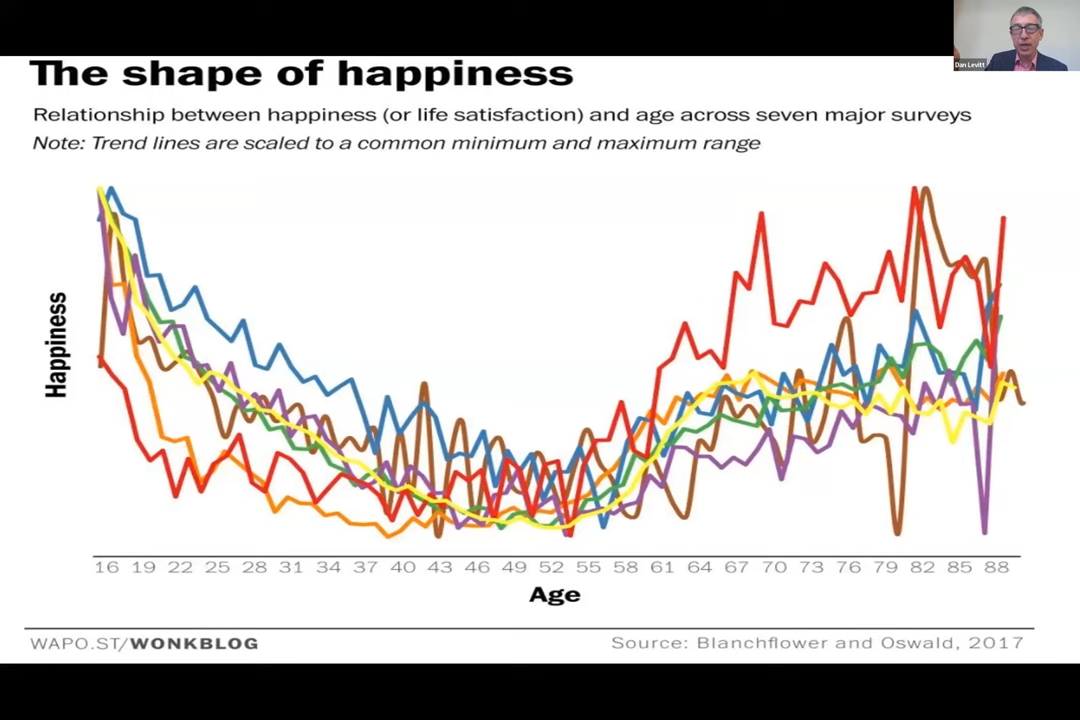 Dan Levitt
The shape of happiness
Relationship between happiness (or life satisfaction) and age across seven major surveys
Note: Trend lines are scaled to a common minimum and maximum range
Happiness
16 19 22 25 28 31 34 37 40 43 46 49 52 55 58 61 64 67 70 73 76 79 82 85 88
Age
WAPO.ST/WONKBLOG
Source: Blanchflower and Oswald, 2017